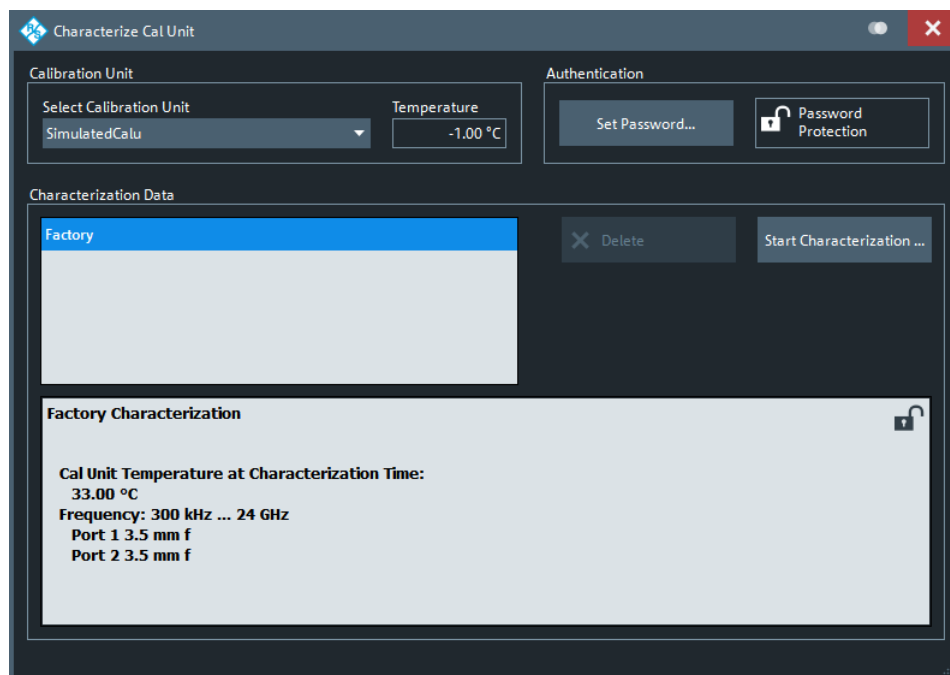 Characterize Cal Unit
Calibration Unit
Authentication
Select Calibration Unit
Temperature
SimulatedCalu
-1.00 °C
Set Password...
Password
Protection
Characterization Data
Factory
Delete
Start Characterization ...
Factory Characterization
Cal Unit Temperature at Characterization Time:
33.00 °C
Frequency: 300 kHz ... 24 GHz
Port 1 3.5 mm f
Port 2 3.5 mm f